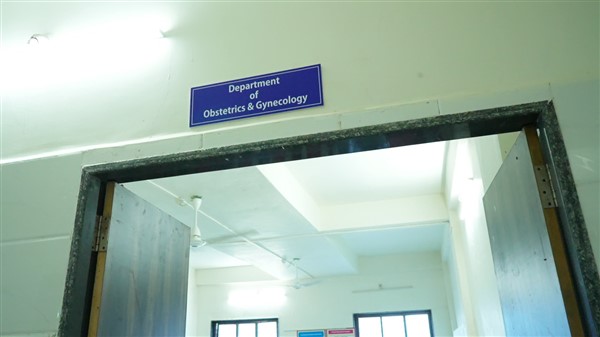 Department
of
Obstetrics & Gynecology